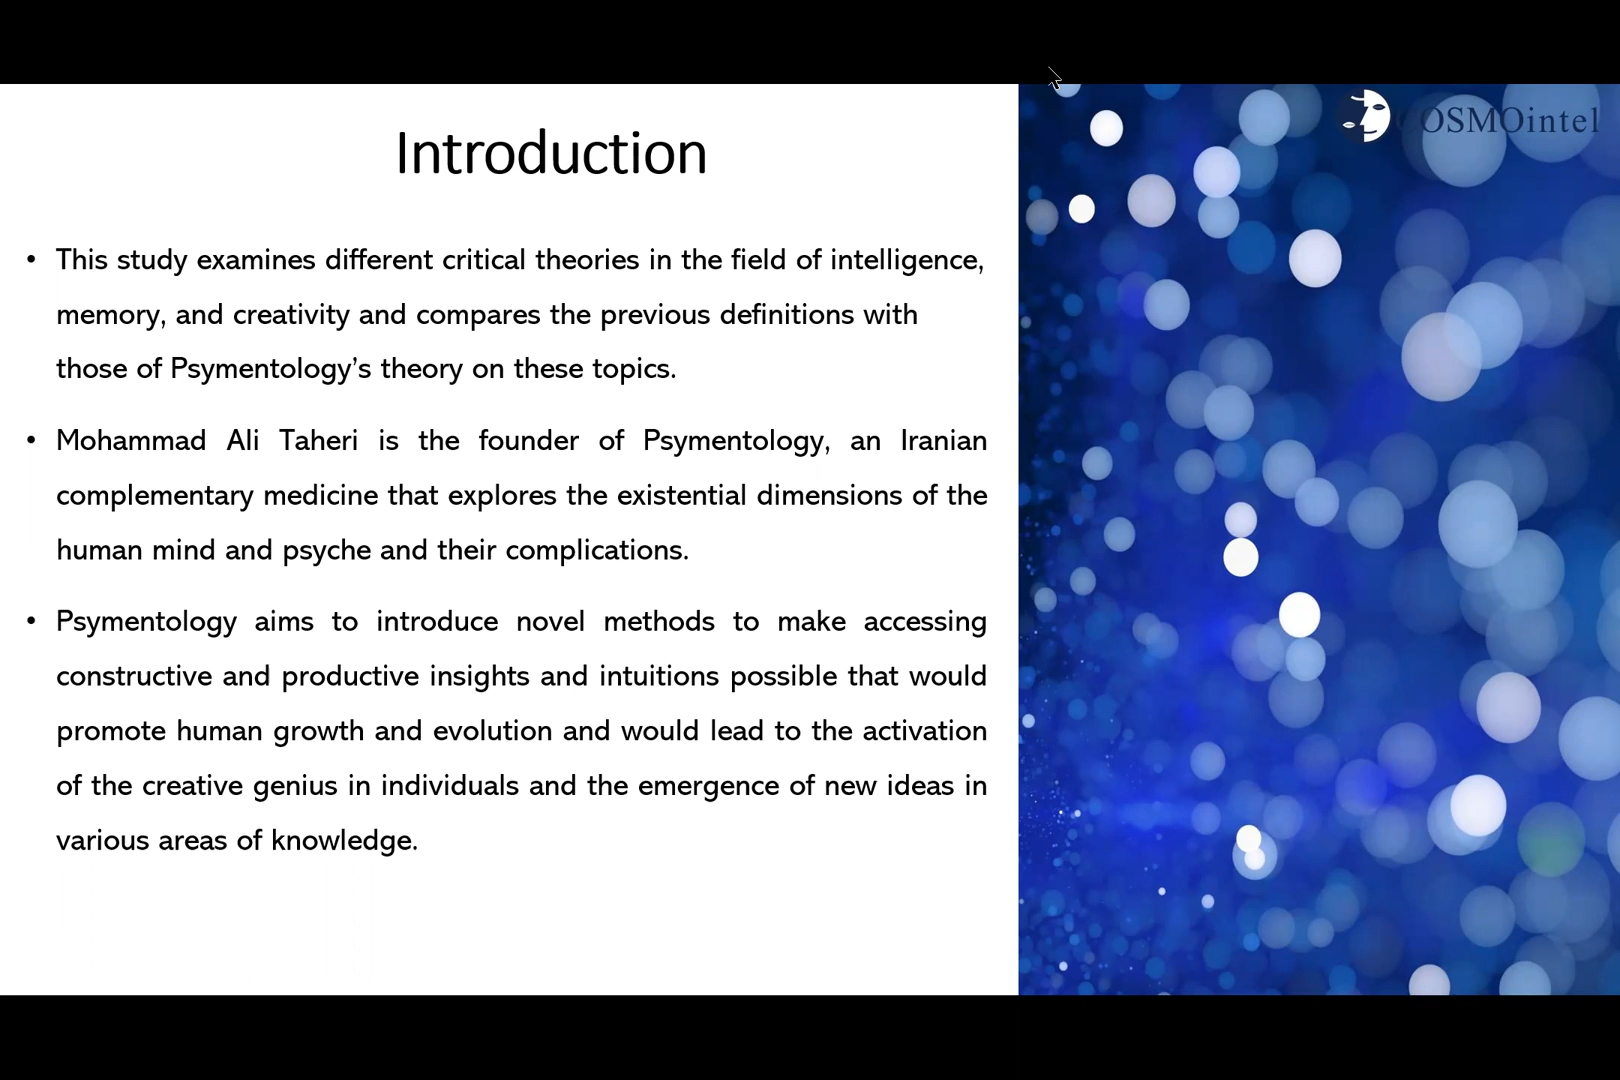 COSMOintel
Introduction
• This study examines different critical theories in the field of intelligence,
memory, and creativity and compares the previous definitions with
those of Psymentology’s theory on these topics.
• Mohammad Ali Taheri is the founder of Psymentology, an Iranian
complementary medicine that explores the existential dimensions of the
human mind and psyche and their complications.
• Psymentology aims to introduce novel methods to make accessing
constructive and productive insights and intuitions possible that would
promote human growth and evolution and would lead to the activation
of the creative genius in individuals and the emergence of new ideas in
various areas of knowledge.